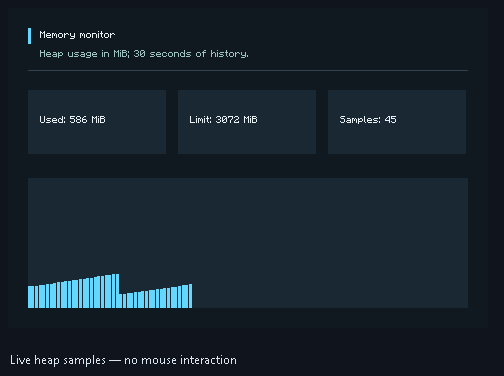 Memory monitor
Heap usage in MiB; 30 seconds of history.
Used: 586 MiB
Limit: 3072 MiB
Samples: 45
Live heap samples — no mouse interaction